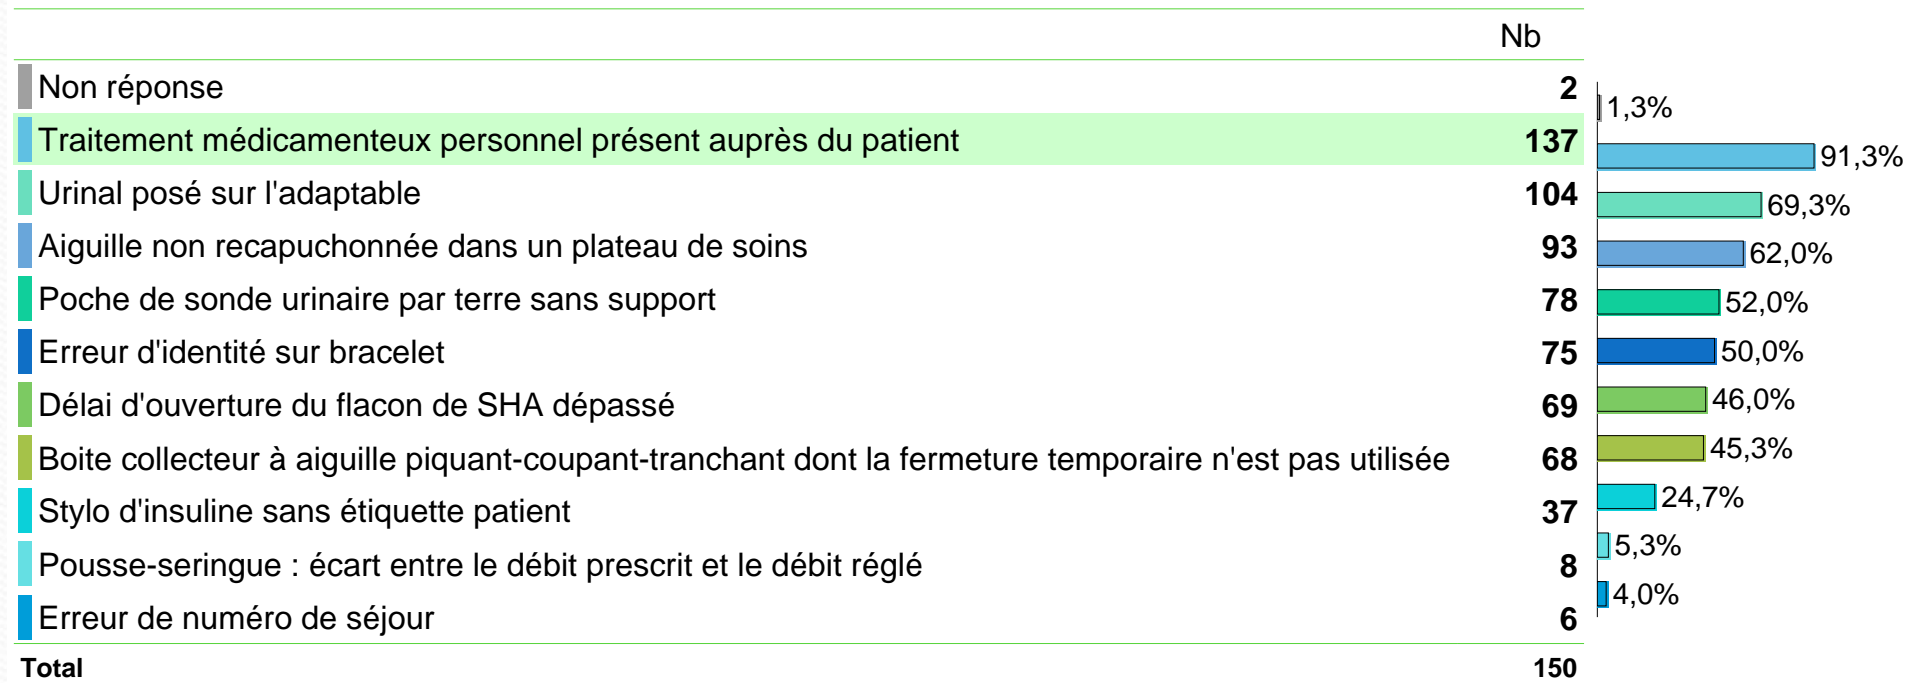 Nb
Non réponse 2 1,3%
Traitement médicamenteux personnel présent auprès du patient 137 91,3%
Urinal posé sur l'adaptable 104 69,3%
Aiguille non recapuchonnée dans un plateau de soins 93 62,0%
Poche de sonde urinaire par terre sans support 78 52,0%
Erreur d'identité sur bracelet 75 50,0%
Délai d'ouverture du flacon de SHA dépassé 69 46,0%
Boite collecteur à aiguille piquant-coupant-tranchant dont la fermeture temporaire n'est pas utilisée 68 45,3%
Stylo d'insuline sans étiquette patient 37 24,7%
Pousse-seringue : écart entre le débit prescrit et le débit réglé 8 5,3%
Erreur de numéro de séjour 6 4,0%
Total 150